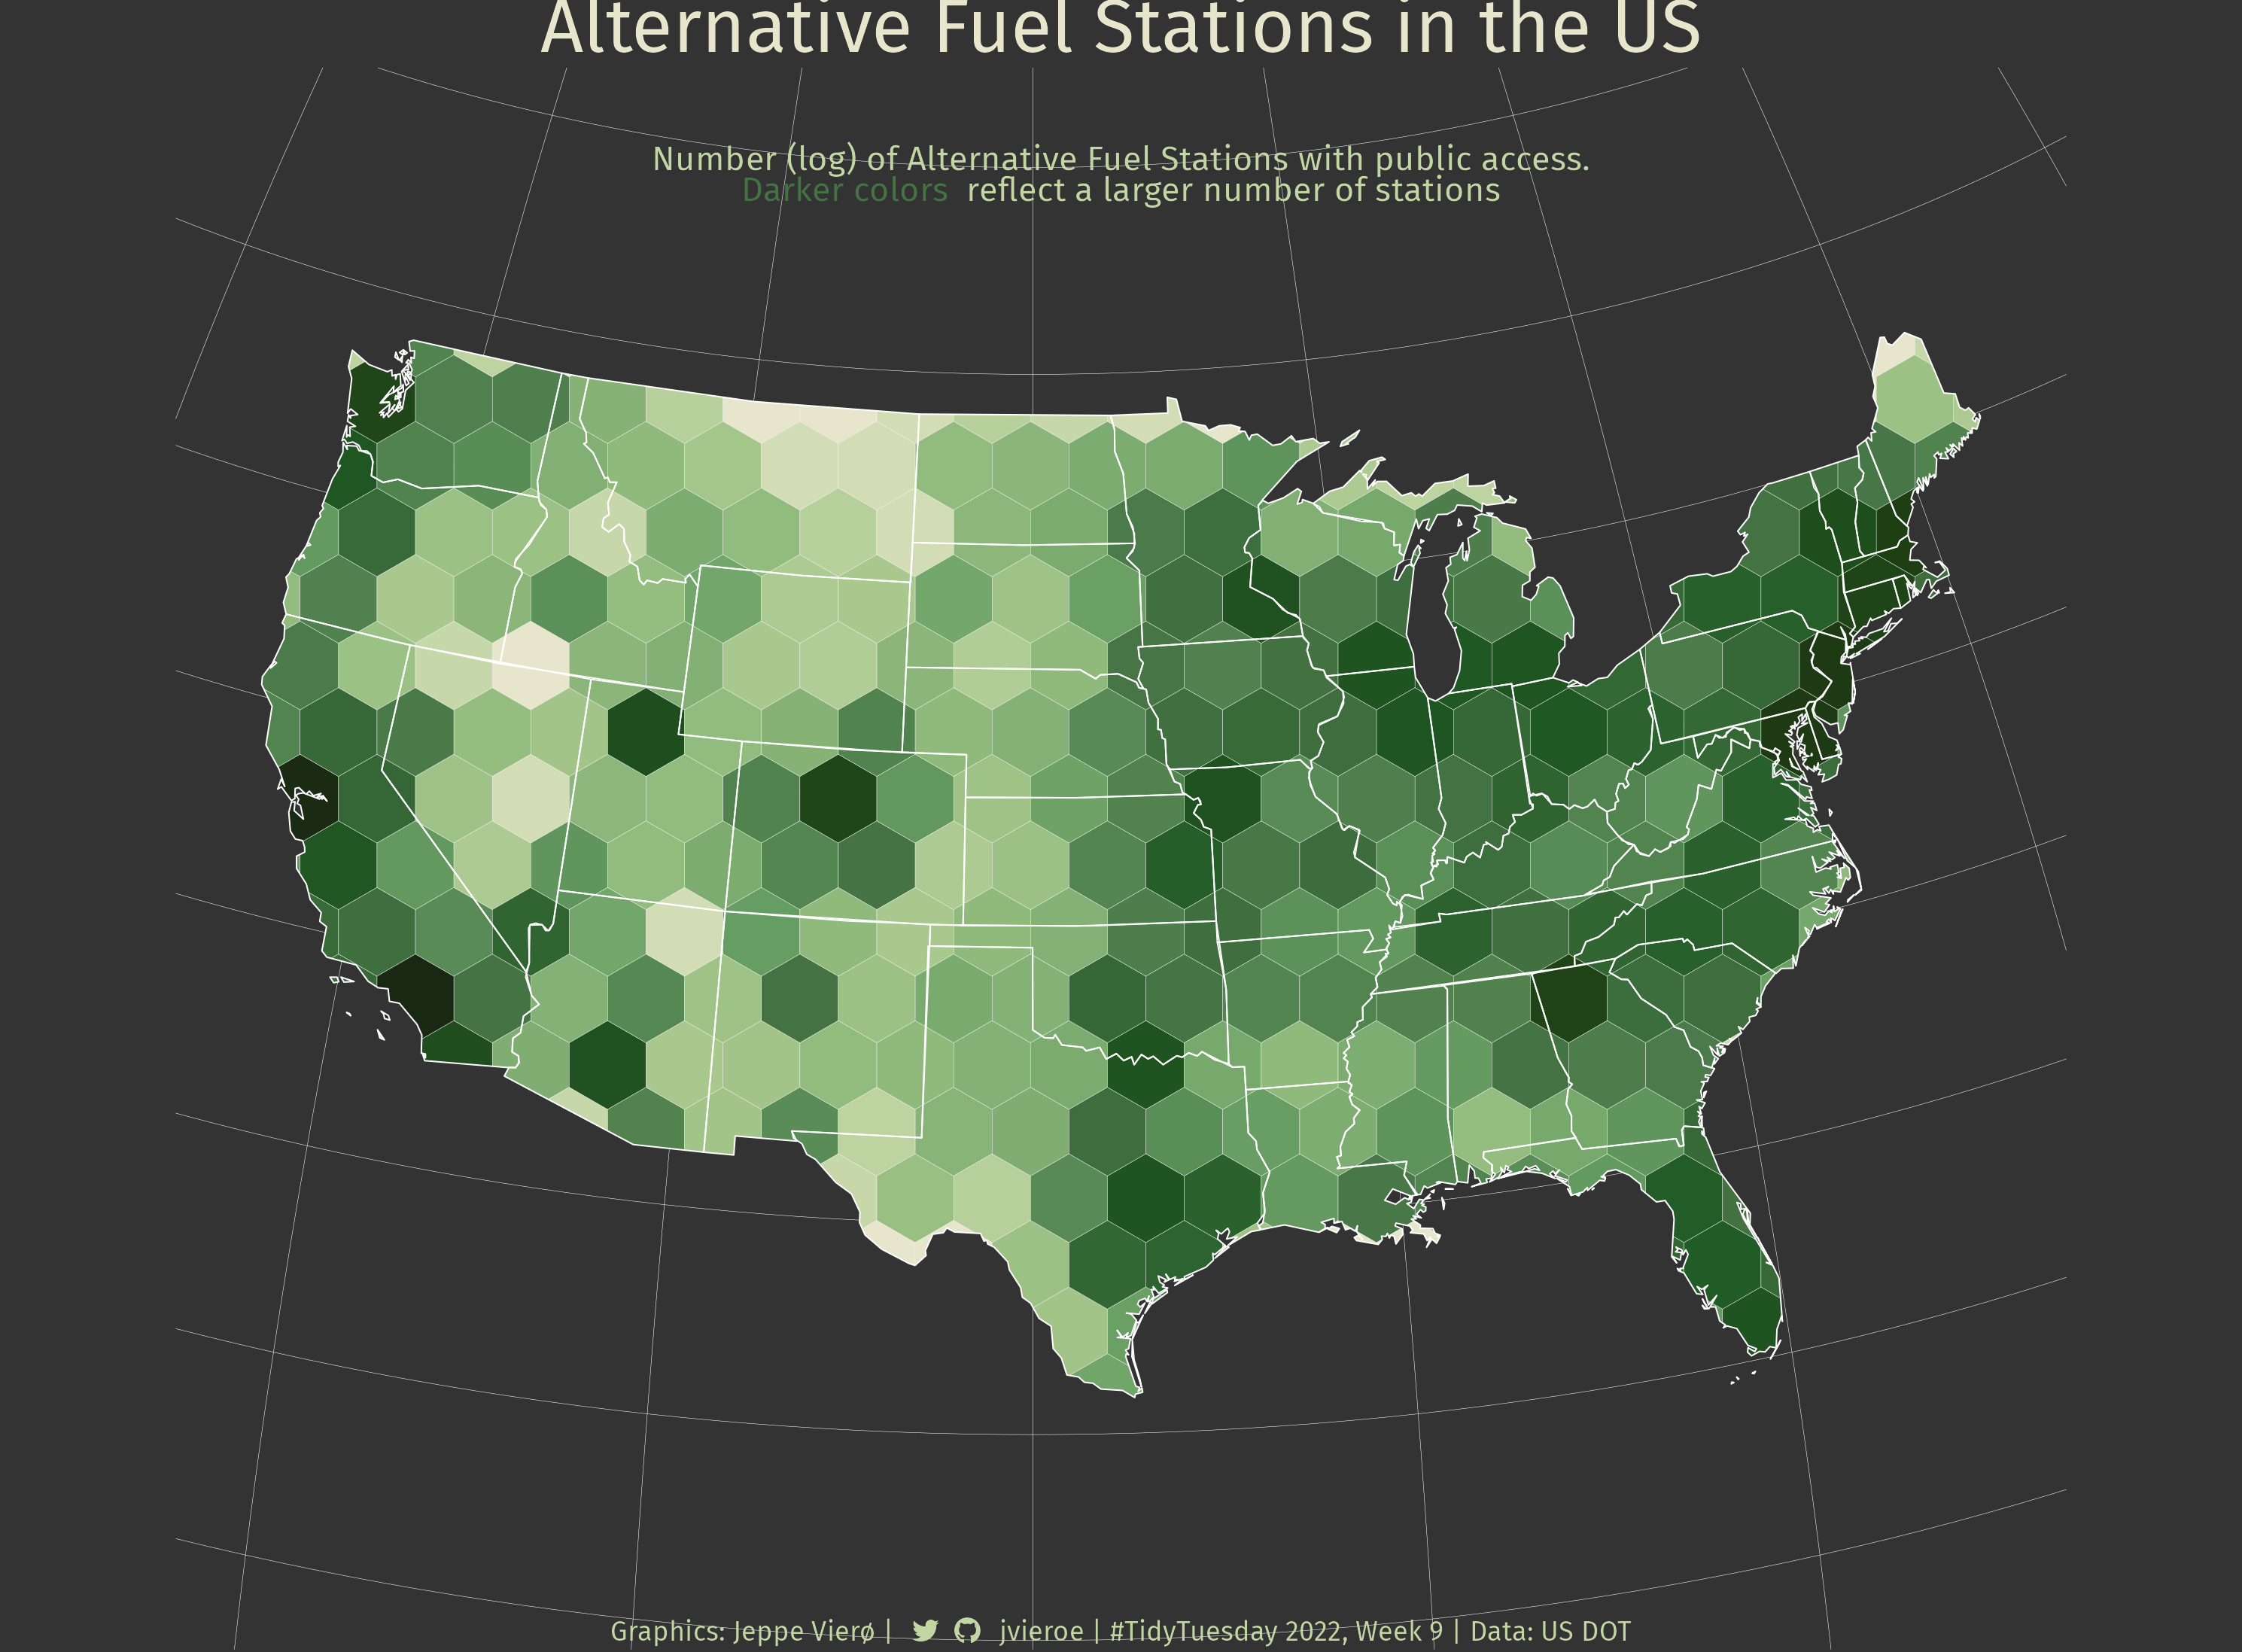 Alternative Fuel Stations in the US
Number (log) of Alternative Fuel Stations with public access.
Darker colors reflect a larger number of stations
Graphics: Jeppe Vierø | jvieroe | #TidyTuesday 2022, Week 9 | Data: US DOT